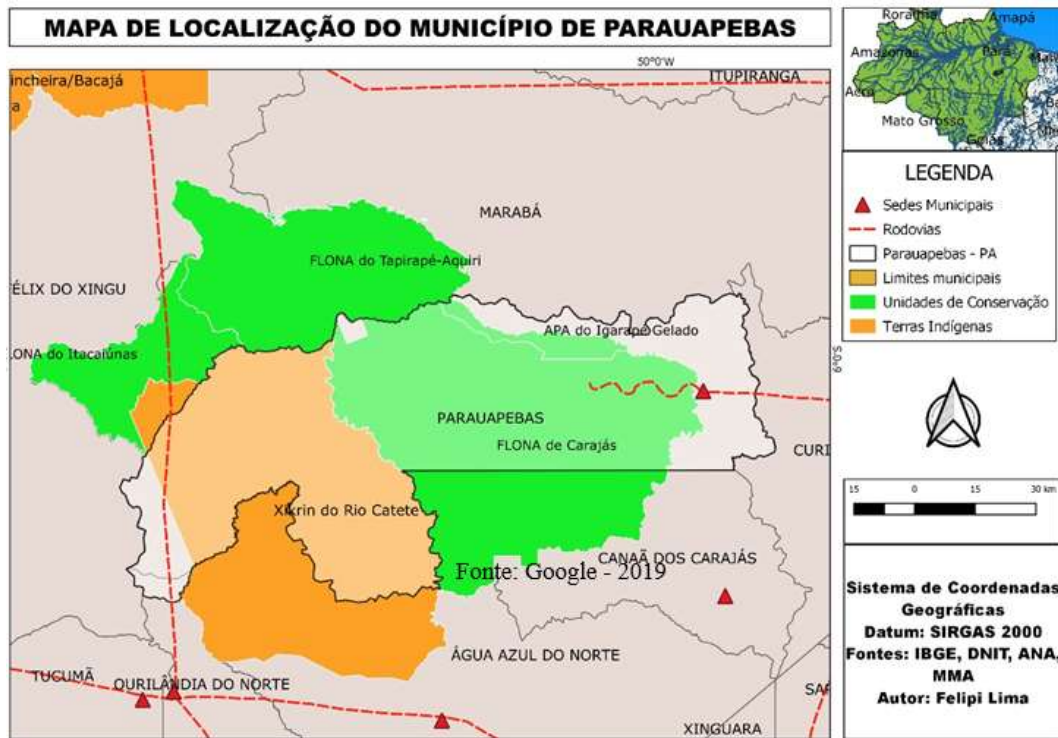 MAPA DE LOCALIZAÇÃO DO MUNICÍPIO DE PARAUAPEBAS
50°0'W
incheira/Bacajá
a
ITUPIRANGA
MARABÁ
FLONA do Tapirapé-Aquiri
FÉLIX DO XINGU
APA do Igarapé Gelado
LONA do Itacaiúnas
6°0'S
PARAUAPEBAS
FLONA de Carajás
CURI
Xikrin do Rio Catete
CANAÃ DOS CARAJÁS
Fonte: Google - 2019
ÁGUA AZUL DO NORTE
TUCUMÃ
OURILÂNDIA DO NORTE
XINGUARA
Roraima
Amapá
Amazonas
Pará
Acre
Mato Grosso
Goiás
LEGENDA
Sedes Municipais
Rodovias
Parauapebas - PA
Limites municipais
Unidades de Conservação
Terras Indígenas
15 0 15 30 km
Sistema de Coordenadas
Geográficas
Datum: SIRGAS 2000
Fontes: IBGE, DNIT, ANA,
MMA
Autor: Felipi Lima